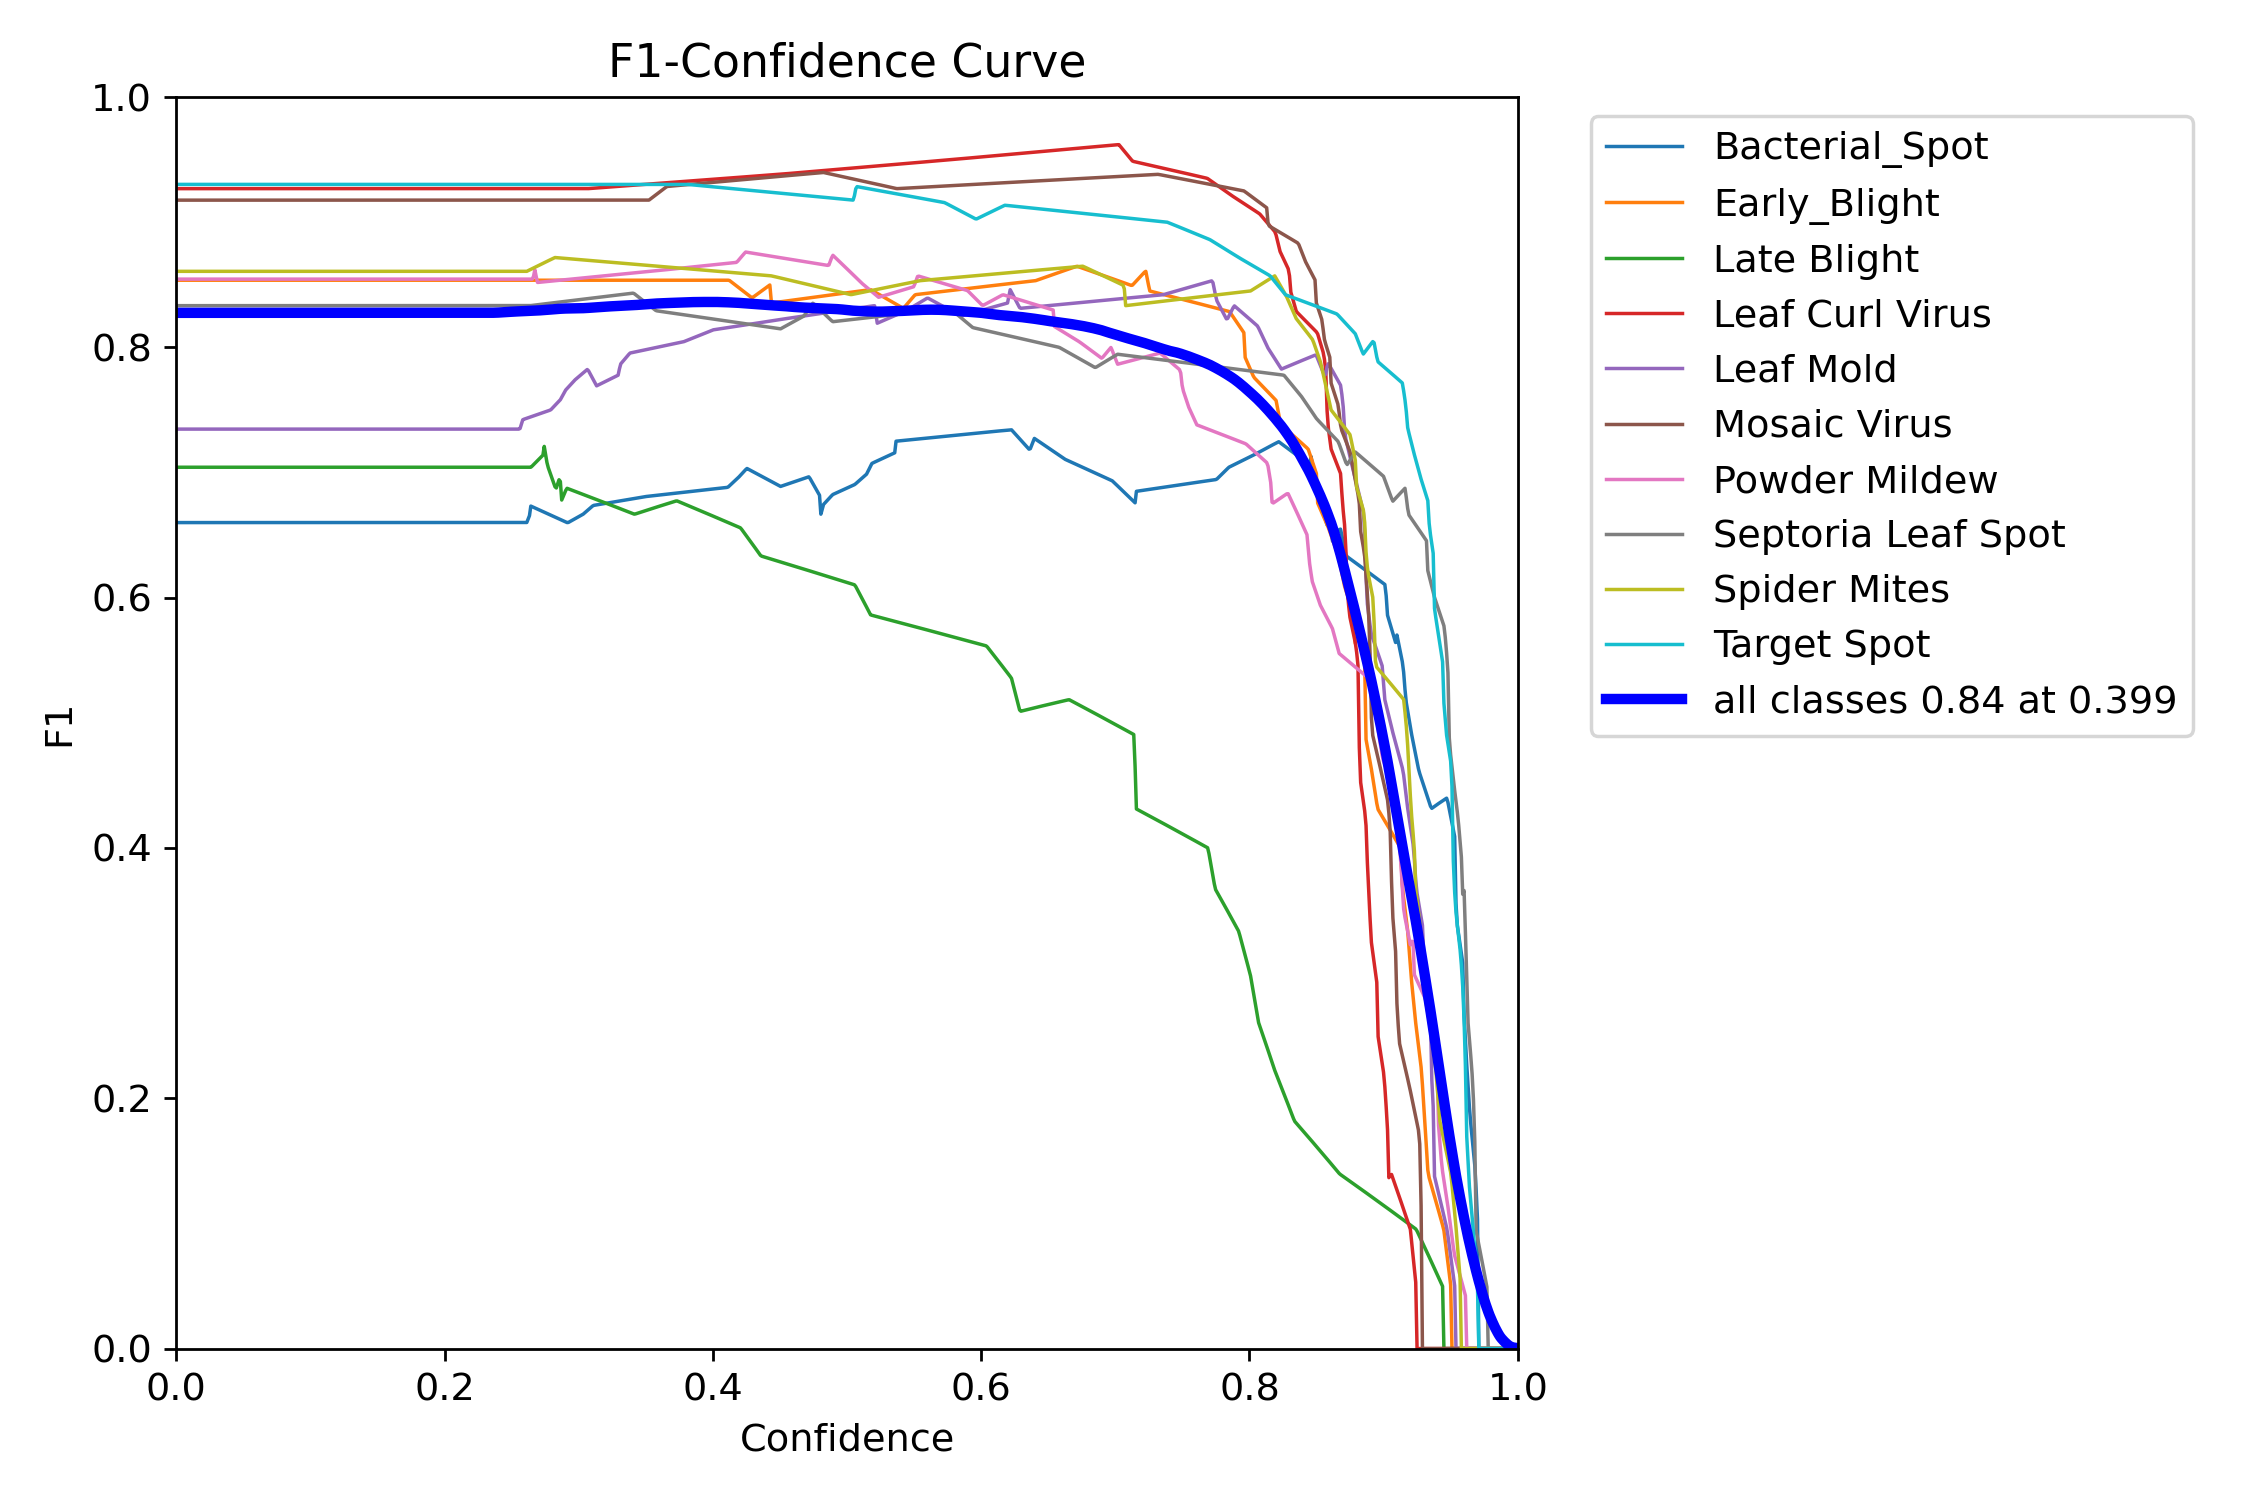 F1-Confidence Curve
1.0
0.8
0.6
0.4
0.2
0.0
F1
0.0 0.2 0.4 0.6 0.8 1.0
Confidence
Bacterial_Spot
Early_Blight
Late Blight
Leaf Curl Virus
Leaf Mold
Mosaic Virus
Powder Mildew
Septoria Leaf Spot
Spider Mites
Target Spot
all classes 0.84 at 0.399